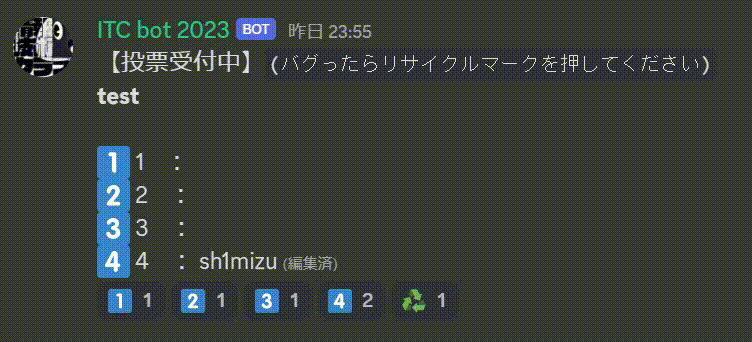 ITC bot 2023 BOT 昨日 23:55
【投票受付中】 (バグったらリサイクルマークを押してください)
test
1 1 :
2 2 :
3 3 :
4 4 : sh1mizu (編集済)
1 1 2 1 3 1 4 2 ♻ 1